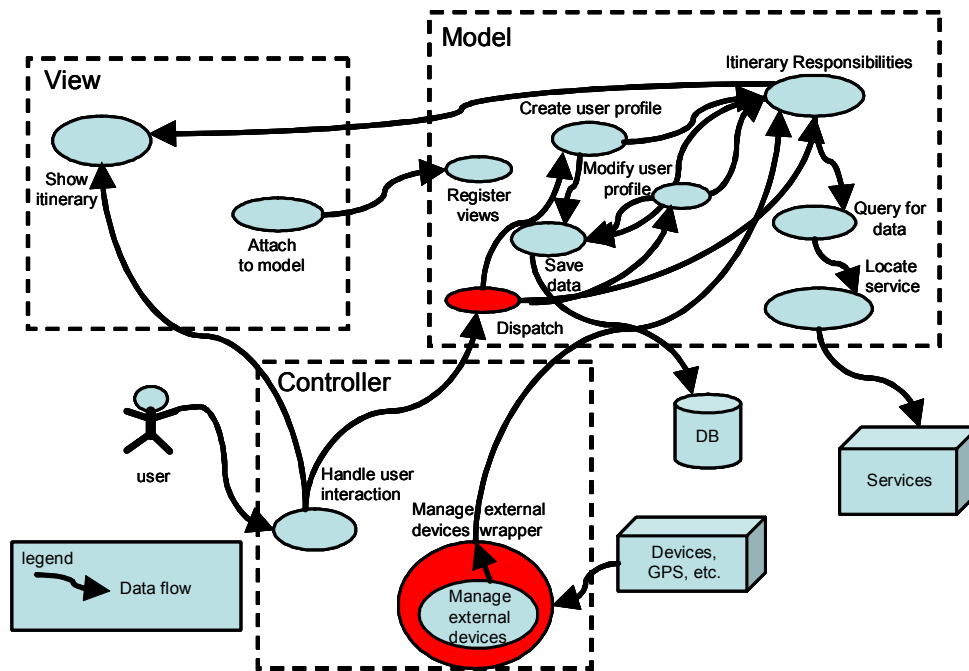 Model
Itinerary Responsibilities
View
Create user profile
Show
itinerary
Modify user
profile
Register
views
Query for
data
Attach
to model
Save
data
Locate
service
Dispatch
Controller
DB
user
Handle user
interaction
Services
Manage external
devices wrapper
Devices,
GPS, etc.
legend
Data flow
Manage
external
devices